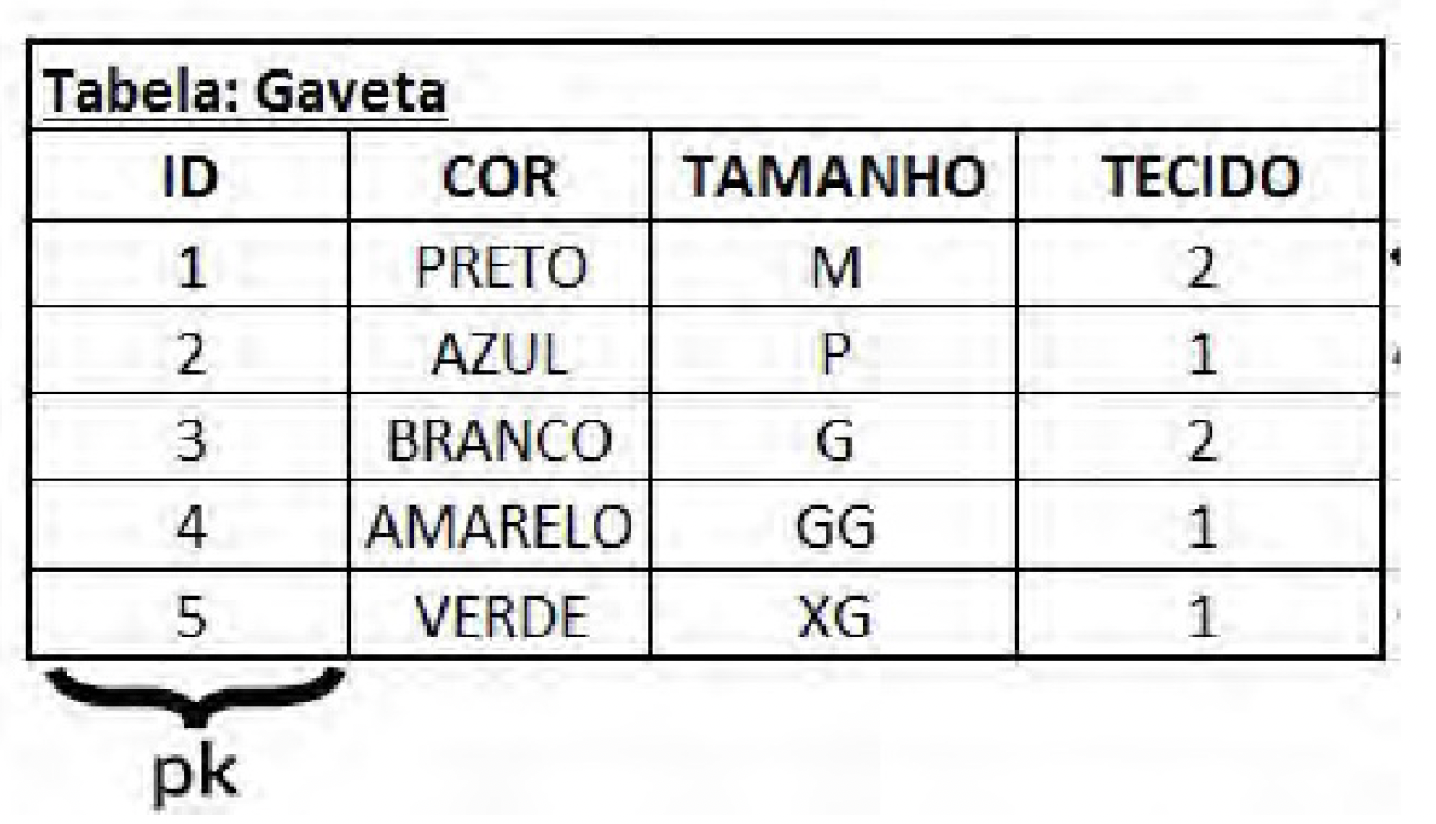 Tabela: Gaveta
ID COR TAMANHO TECIDO
1 PRETO M 2
2 AZUL P 1
3 BRANCO G 2
4 AMARELO GG 1
5 VERDE XG 1
pk